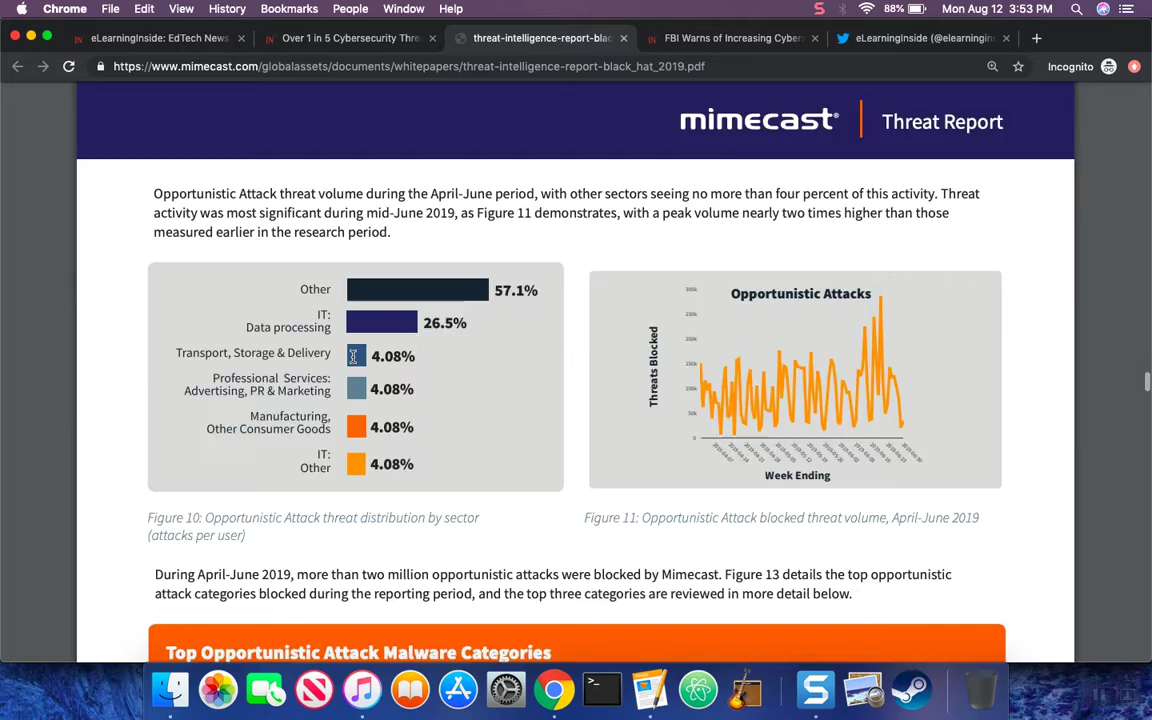 Chrome File Edit View History Bookmarks People Window Help 88% Mon Aug 12 3:53 PM
eLearningInside: EdTech News × Over 1 in 5 Cybersecurity Thre × threat-intelligence-report-blac × FBI Warns of Increasing Cyber × eLearningInside (@elearningin ×
https://www.mimecast.com/globalassets/documents/whitepapers/threat-intelligence-report-black_hat_2019.pdf Incognito
mimecast® Threat Report
Opportunistic Attack threat volume during the April-June period, with other sectors seeing no more than four percent of this activity. Threat
activity was most significant during mid-June 2019, as Figure 11 demonstrates, with a peak volume nearly two times higher than those
measured earlier in the research period.
Other 57.1%
IT:
Data processing 26.5%
Transport, Storage & Delivery 4.08%
Professional Services:
Advertising, PR & Marketing 4.08%
Manufacturing,
Other Consumer Goods 4.08%
IT:
Other 4.08%
Opportunistic Attacks
Threats Blocked
300k
250k
200k
150k
100k
50k
0
Week Ending
Figure 10: Opportunistic Attack threat distribution by sector
(attacks per user)
Figure 11: Opportunistic Attack blocked threat volume, April-June 2019
During April-June 2019, more than two million opportunistic attacks were blocked by Mimecast. Figure 13 details the top opportunistic
attack categories blocked during the reporting period, and the top three categories are reviewed in more detail below.
Top Opportunistic Attack Malware Categories